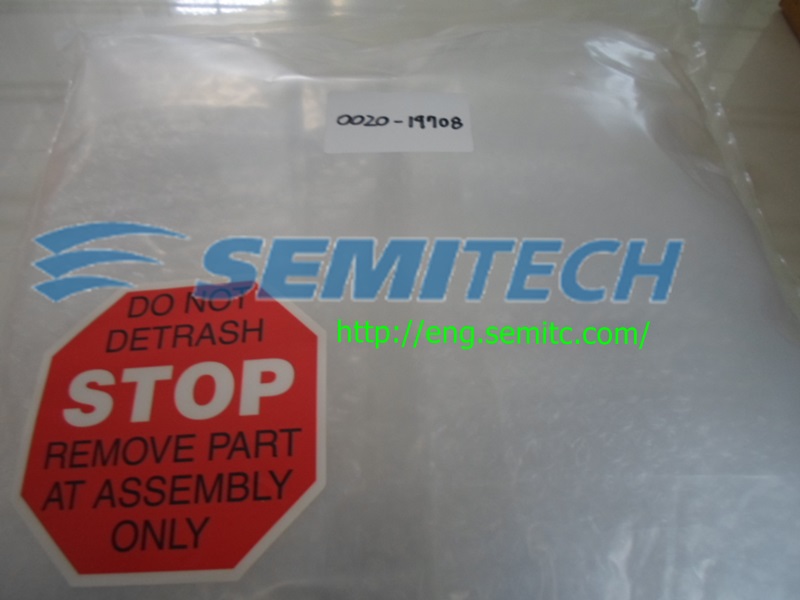 0020-19708
SEMITECH
http://eng.semitc.com/
DO NOT
DETRASH
STOP
REMOVE PART
AT ASSEMBLY
ONLY